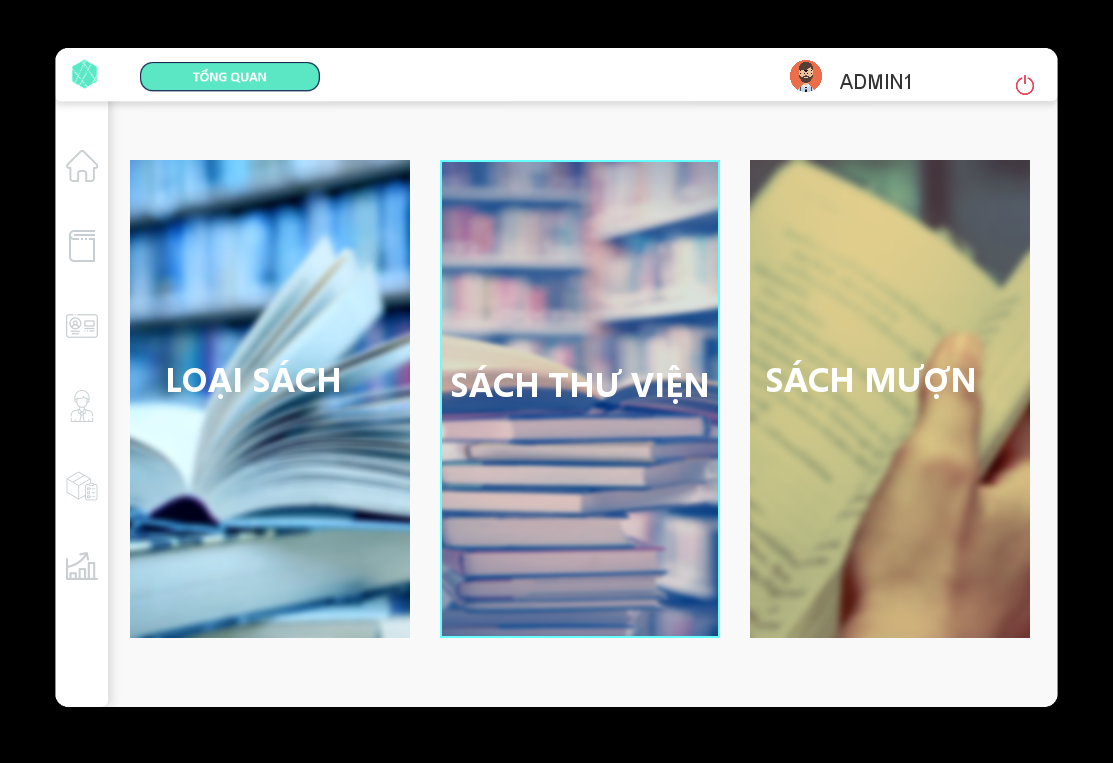 TỔNG QUAN
ADMIN1
LOẠI SÁCH
SÁCH THƯ VIỆN
SÁCH MƯỢN